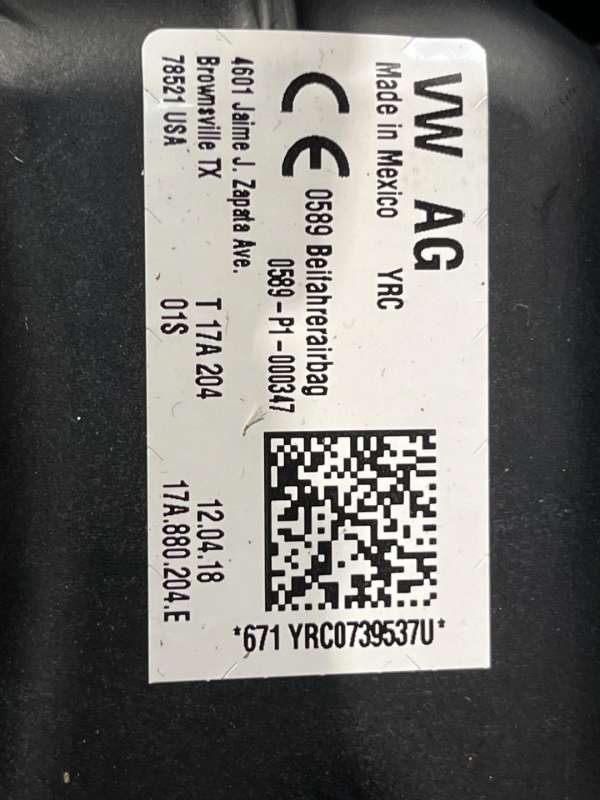 VW AG
Made in Mexico YRC
CE 0589 Beifahrerairbag
0589-P1-000347
4601 Jaime J. Zapata Ave.
Brownsville TX
78521 USA
T 17A 204
01S
12.04.18
17A.880.204.E
*671 YRC0739537U*